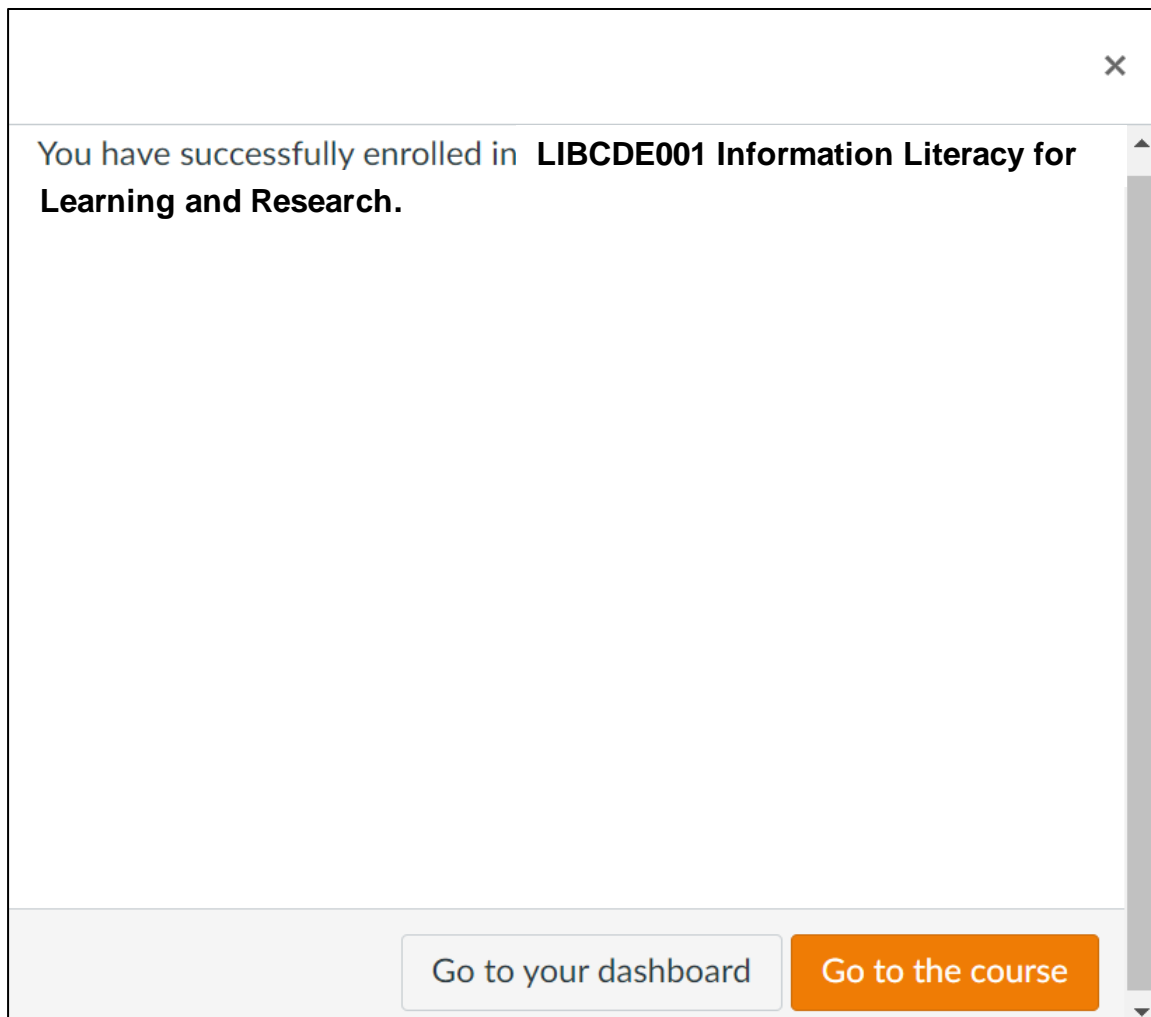 ×
You have successfully enrolled in LIBCDE001 Information Literacy for
Learning and Research.
Go to your dashboard Go to the course